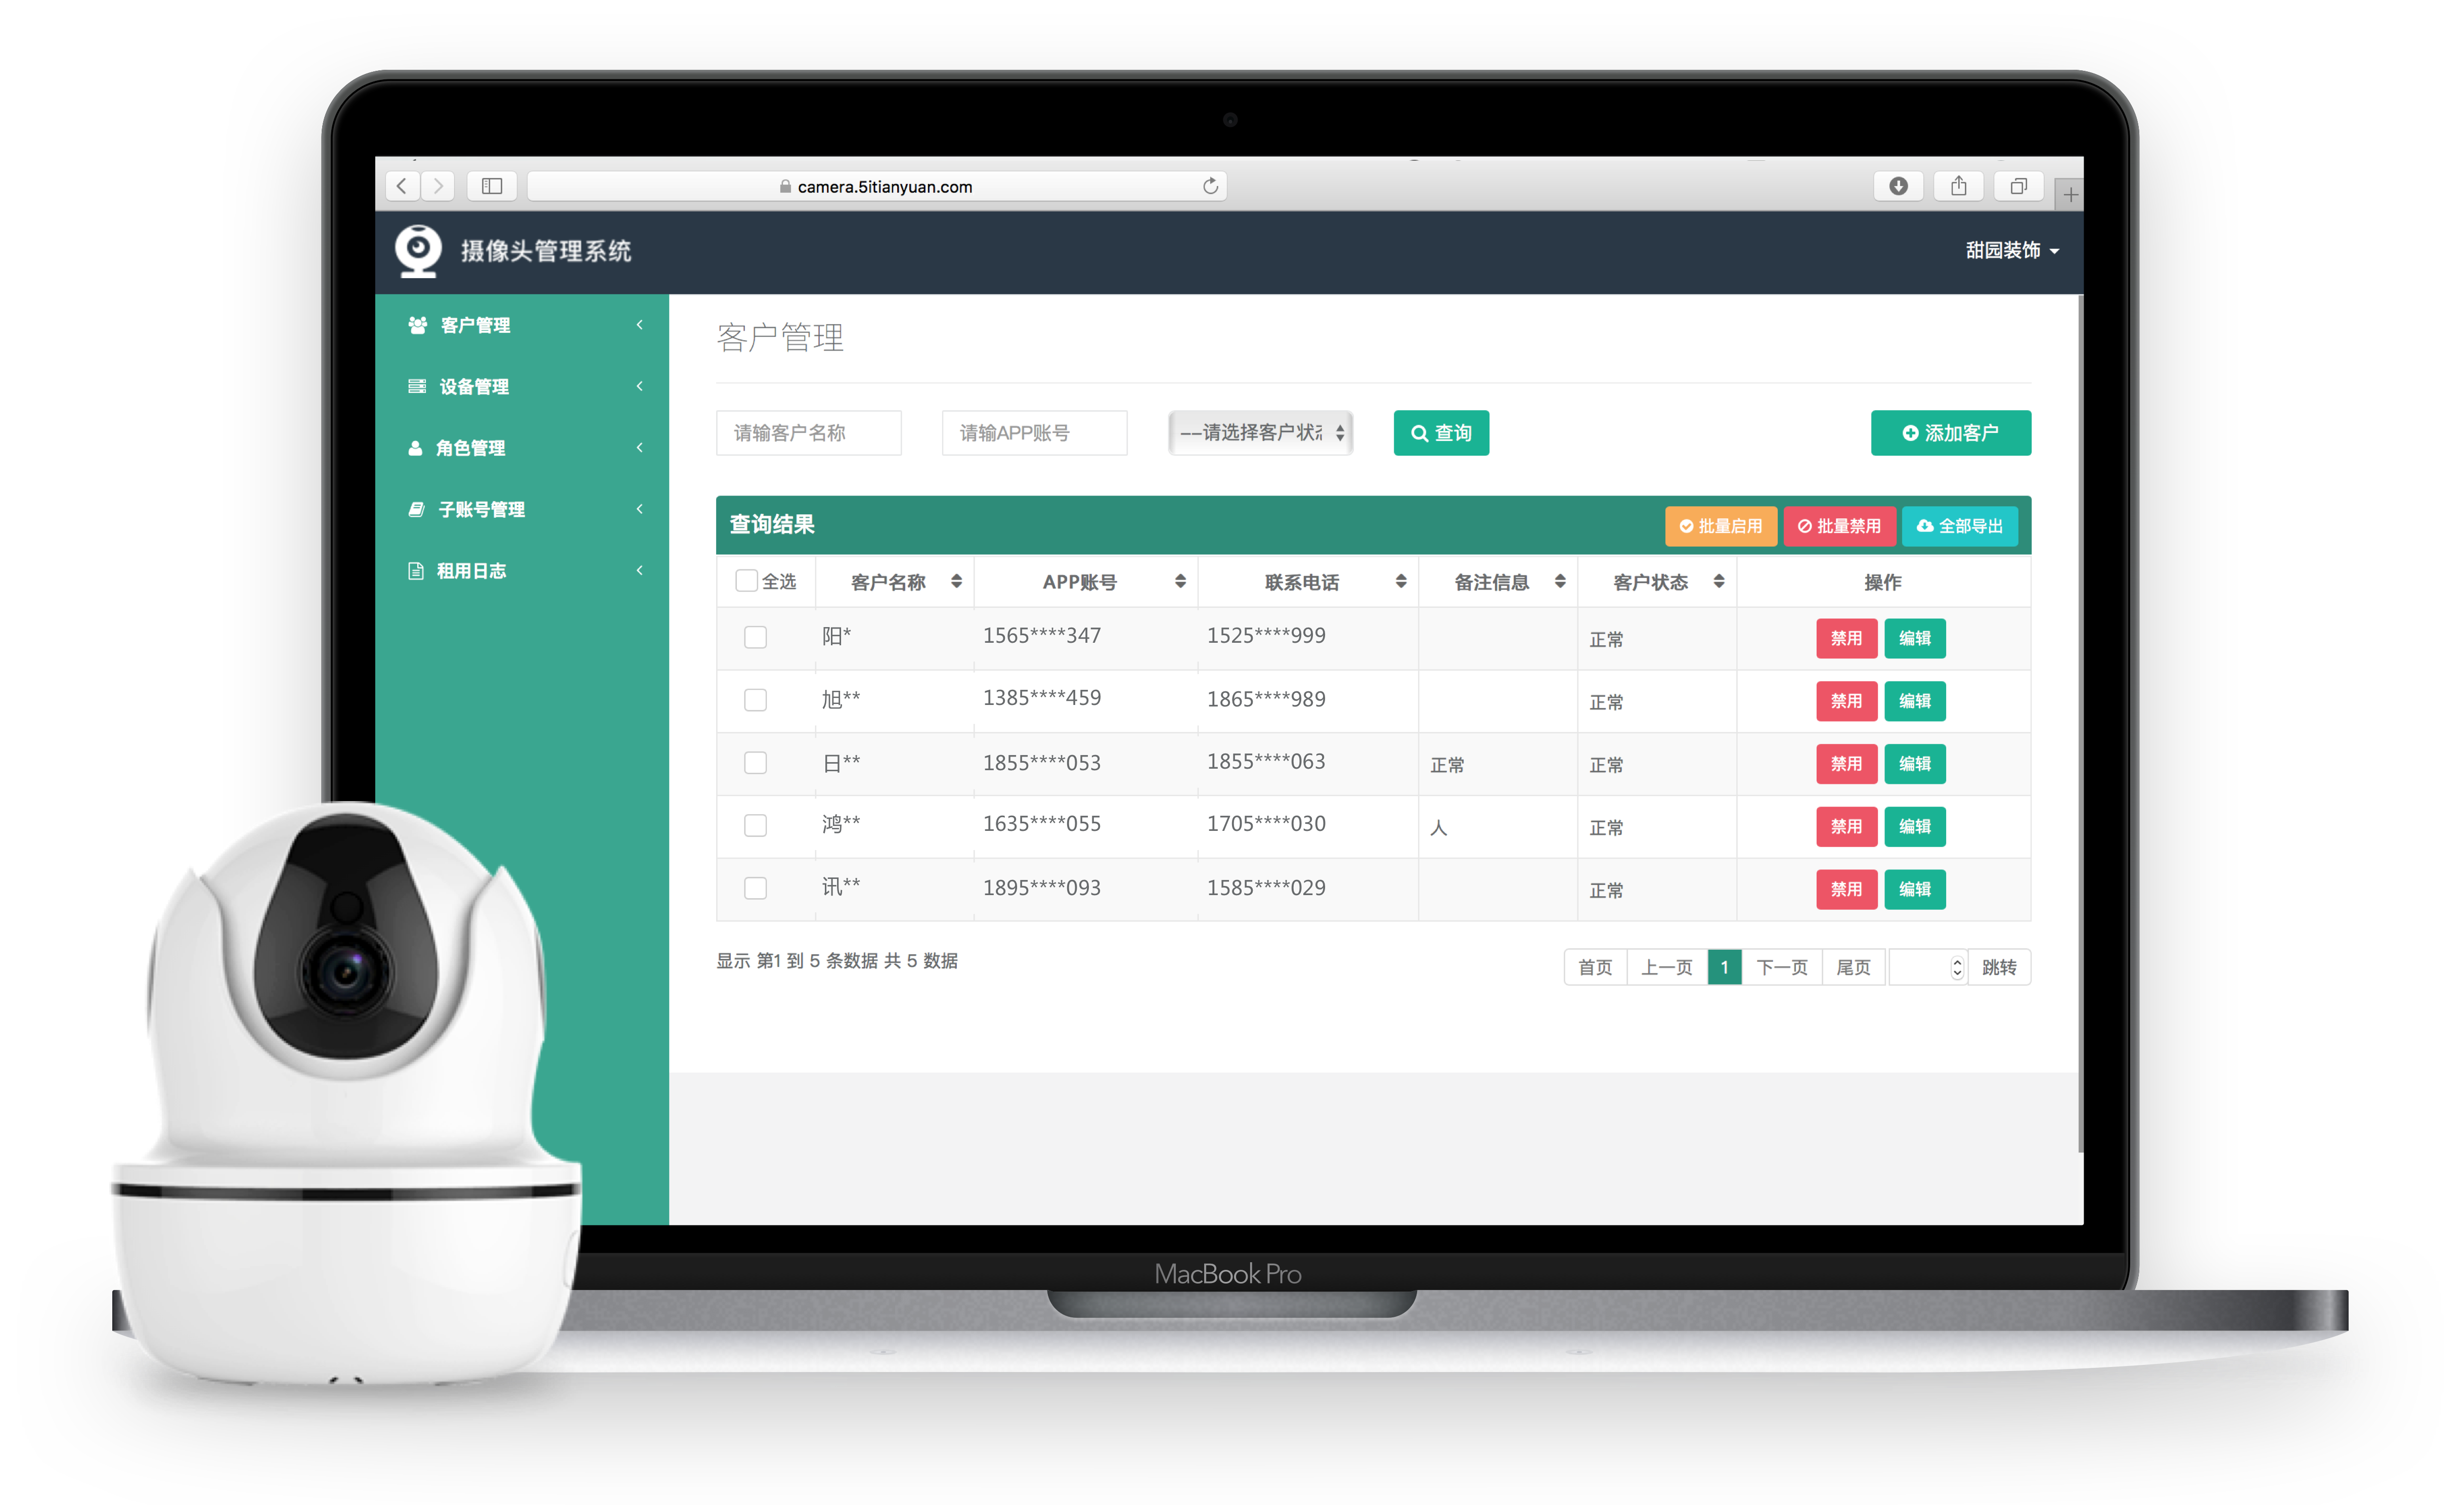 camera.5itianyuan.com
摄像头管理系统
甜园装饰
客户管理
设备管理
角色管理
子账号管理
租用日志
客户管理
请输客户名称 请输APP账号 --请选择客户状 查询 添加客户
查询结果 批量启用 批量禁用 全部导出
全选 客户名称 APP账号 联系电话 备注信息 客户状态 操作
阳* 1565****347 1525****999 正常 禁用 编辑
旭** 1385****459 1865****989 正常 禁用 编辑
日** 1855****053 1855****063 正常 正常 禁用 编辑
鸿** 1635****055 1705****030 人 正常 禁用 编辑
讯** 1895****093 1585****029 正常 禁用 编辑
显示 第1 到 5 条数据 共 5 数据 首页 上一页 1 下一页 尾页 跳转
MacBook Pro